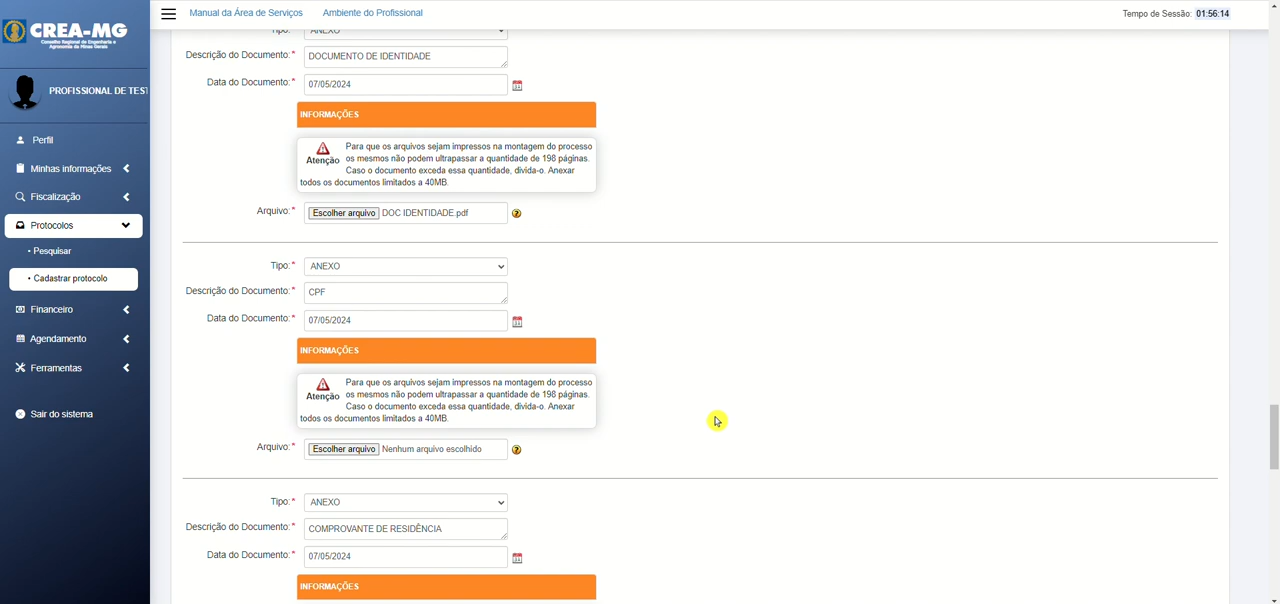 CREA-MG
Conselho Regional de Engenharia e
Agronomia de Minas Gerais
Manual da Área de Serviços Ambiente do Profissional
Tempo de Sessão: 01:56:14
PROFISSIONAL DE TEST
Perfil
Minhas informações
Fiscalização
Protocolos
• Pesquisar
• Cadastrar protocolo
Financeiro
Agendamento
Ferramentas
Sair do sistema
Tipo:* ANEXO
Descrição do Documento:* DOCUMENTO DE IDENTIDADE
Data do Documento:* 07/05/2024
INFORMAÇÕES
Atenção
Para que os arquivos sejam impressos na montagem do processo
os mesmos não podem ultrapassar a quantidade de 198 páginas.
Caso o documento exceda essa quantidade, divida-o. Anexar
todos os documentos limitados a 40MB.
Arquivo:* Escolher arquivo DOC IDENTIDADE.pdf
Tipo:* ANEXO
Descrição do Documento:* CPF
Data do Documento:* 07/05/2024
INFORMAÇÕES
Atenção
Para que os arquivos sejam impressos na montagem do processo
os mesmos não podem ultrapassar a quantidade de 198 páginas.
Caso o documento exceda essa quantidade, divida-o. Anexar
todos os documentos limitados a 40MB.
Arquivo:* Escolher arquivo Nenhum arquivo escolhido
Tipo:* ANEXO
Descrição do Documento:* COMPROVANTE DE RESIDÊNCIA
Data do Documento:* 07/05/2024
INFORMAÇÕES